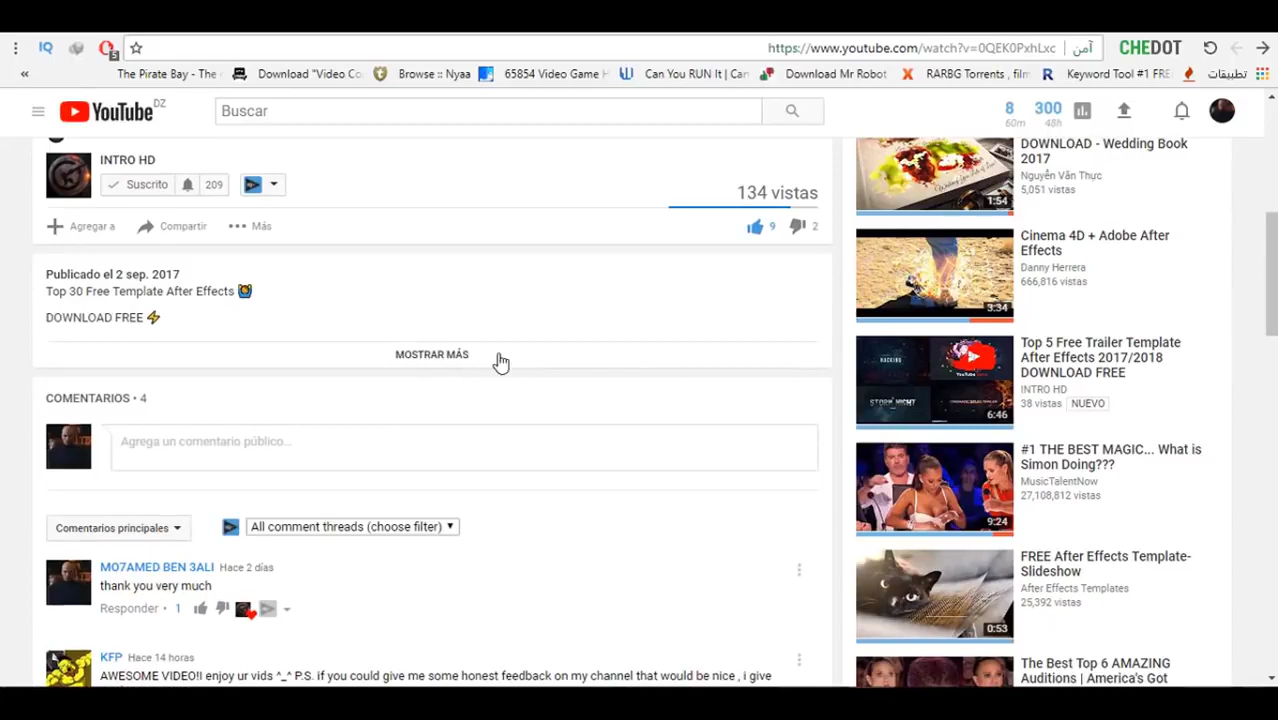 IQ
5
https://www.youtube.com/watch?v=0QEK0PxhLxc
آمن
CHEDOT
«
The Pirate Bay - The
Download "Video Co
Browse :: Nyaa
65854 Video Game H
Can You RUN It | Can
Download Mr Robot
RARBG Torrents , film
Keyword Tool #1 FRE
تطبيقات
YouTube DZ
Buscar
8
60m
300
48h
INTRO HD
Suscrito
209
134 vistas
Agregar a
Compartir
Más
9
2
Publicado el 2 sep. 2017
Top 30 Free Template After Effects
DOWNLOAD FREE ⚡
MOSTRAR MÁS
COMENTARIOS • 4
Agrega un comentario público...
Comentarios principales
All comment threads (choose filter)
MO7AMED BEN 3ALI Hace 2 días
thank you very much
Responder • 1
KFP Hace 14 horas
AWESOME VIDEO!I enjoy ur vids ^_^ P.S. if you could give me some honest feedback on my channel that would be nice , i give
1:54
DOWNLOAD - Wedding Book
2017
Nguyễn Văn Thực
5,051 vistas
3:34
Cinema 4D + Adobe After
Effects
Danny Herrera
666,816 vistas
HACKING
STORM NIGHT
6:46
Top 5 Free Trailer Template
After Effects 2017/2018
DOWNLOAD FREE
INTRO HD
38 vistas NUEVO
9:24
#1 THE BEST MAGIC... What is
Simon Doing???
MusicTalentNow
27,108,812 vistas
0:53
FREE After Effects Template-
Slideshow
After Effects Templates
25,392 vistas
The Best Top 6 AMAZING
Auditions | America's Got